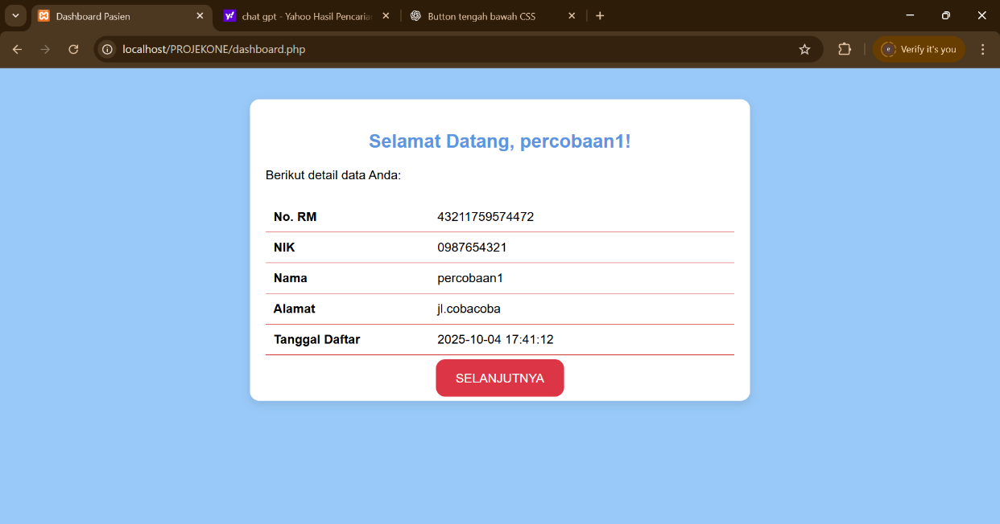 Dashboard Pasien
chat gpt - Yahoo Hasil Pencaria
Button tengah bawah CSS
localhost/PROJEKONE/dashboard.php
e Verify it's you
Selamat Datang, percobaan1!
Berikut detail data Anda:
No. RM 43211759574472
NIK 0987654321
Nama percobaan1
Alamat jl.cobacoba
Tanggal Daftar 2025-10-04 17:41:12
SELANJUTNYA